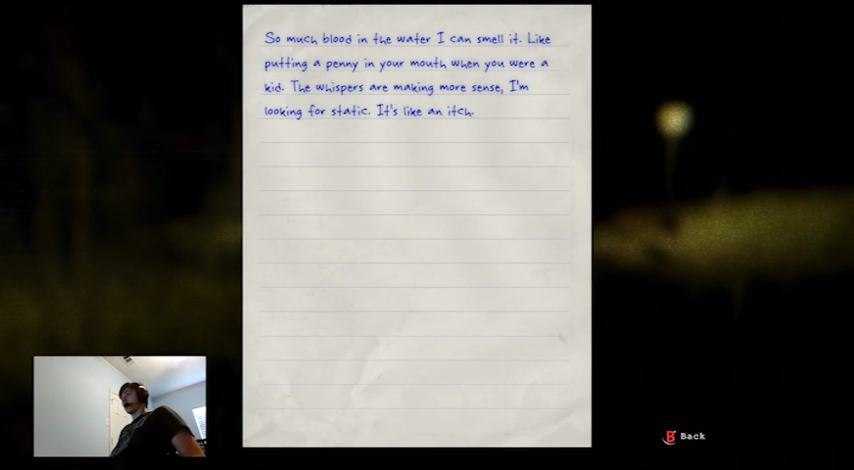 So much blood in the water I can smell it. Like
putting a penny in your mouth when you were a
kid. The whispers are making more sense, I'm
looking for static. It's like an itch.
B Back